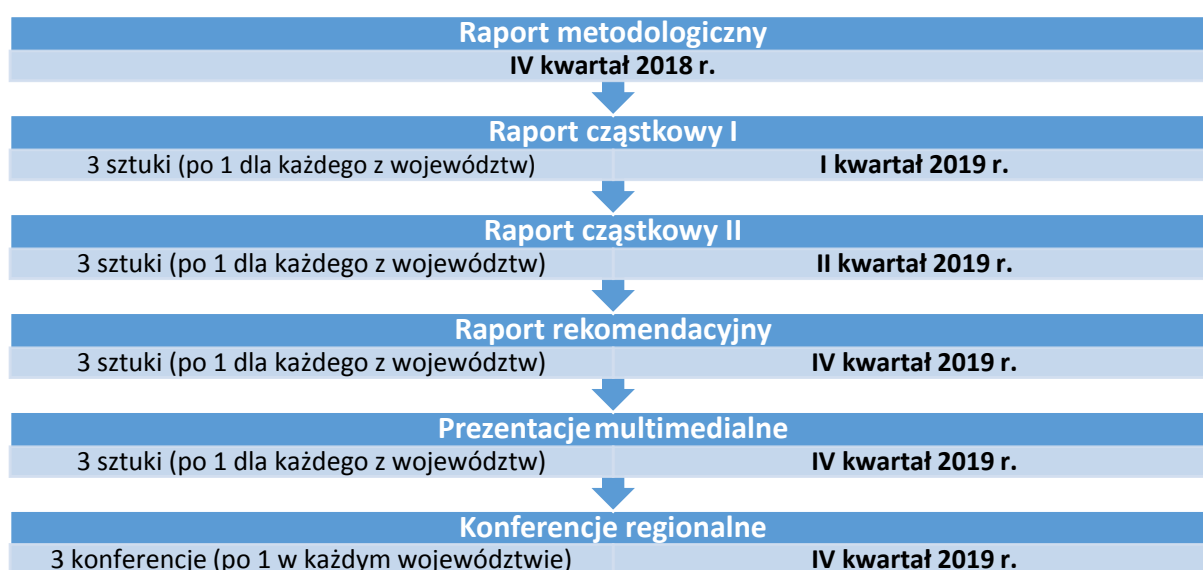 Raport metodologiczny
IV kwartał 2018 r.
Raport cząstkowy I
3 sztuki (po 1 dla każdego z województw) I kwartał 2019 r.
Raport cząstkowy II
3 sztuki (po 1 dla każdego z województw) II kwartał 2019 r.
Raport rekomendacyjny
3 sztuki (po 1 dla każdego z województw) IV kwartał 2019 r.
Prezentacje multimedialne
3 sztuki (po 1 dla każdego z województw) IV kwartał 2019 r.
Konferencje regionalne
3 konferencje (po 1 w każdym województwie) IV kwartał 2019 r.